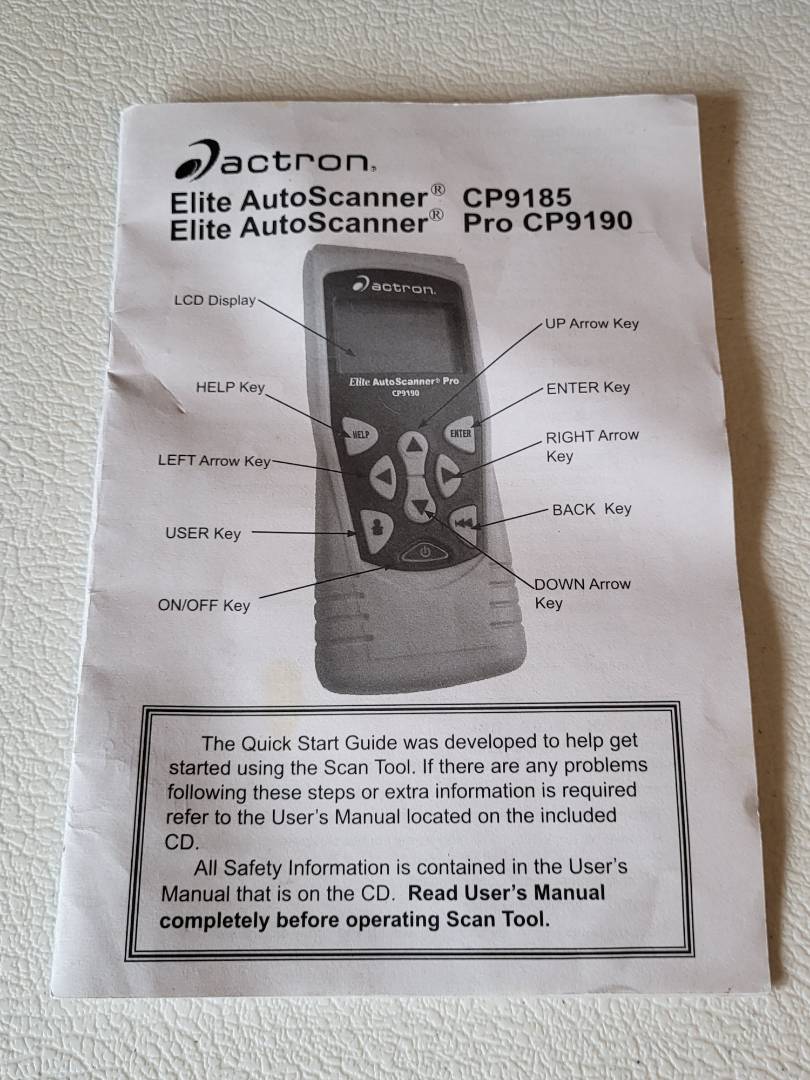 actron
Elite AutoScanner® CP9185
Elite AutoScanner® Pro CP9190
LCD Display
actron
UP Arrow Key
Elite AutoScanner® Pro
CP9190
HELP Key
ENTER Key
HELP
ENTER
RIGHT Arrow
Key
LEFT Arrow Key
BACK Key
USER Key
DOWN Arrow
Key
ON/OFF Key
The Quick Start Guide was developed to help get
started using the Scan Tool. If there are any problems
following these steps or extra information is required
refer to the User's Manual located on the included
CD.
All Safety Information is contained in the User's
Manual that is on the CD. Read User's Manual
completely before operating Scan Tool.